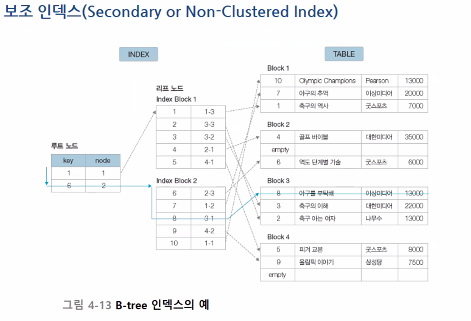 보조 인덱스(Secondary or Non-Clustered Index)
INDEX
TABLE
루트 노드
key node
1 1
6 2
리프 노드
Index Block 1
1 1-3
2 3-3
3 3-2
4 2-1
5 4-1
Index Block 2
6 2-3
7 1-2
8 3-1
9 4-2
10 1-1
Block 1
10 Olympic Champions Pearson 13000
7 야구의 추억 이상미디어 20000
1 축구의 역사 굿스포츠 7000
Block 2
4 골프 바이블 대한미디어 35000
empty
6 역도 단계별 기술 굿스포츠 6000
Block 3
8 야구를 부탁해 이상미디어 13000
3 축구의 이해 대한미디어 22000
2 축구 아는 여자 나무수 13000
Block 4
5 피겨 교본 굿스포츠 8000
9 올림픽 이야기 삼성당 7500
empty
그림 4-13 B-tree 인덱스의 예